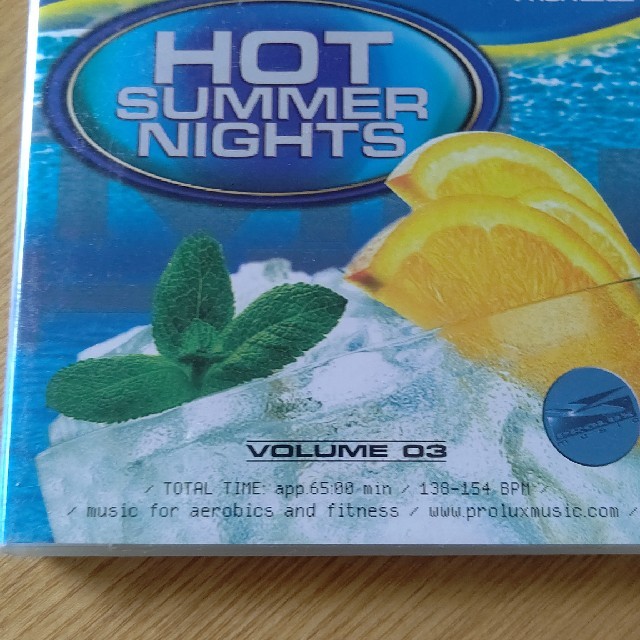 HOT
SUMMER
NIGHTS
VOLUME 03
/ TOTAL TIME: app.65:00 min / 138-154 BPM /
/ music for aerobics and fitness / www.proluxmusic.com /